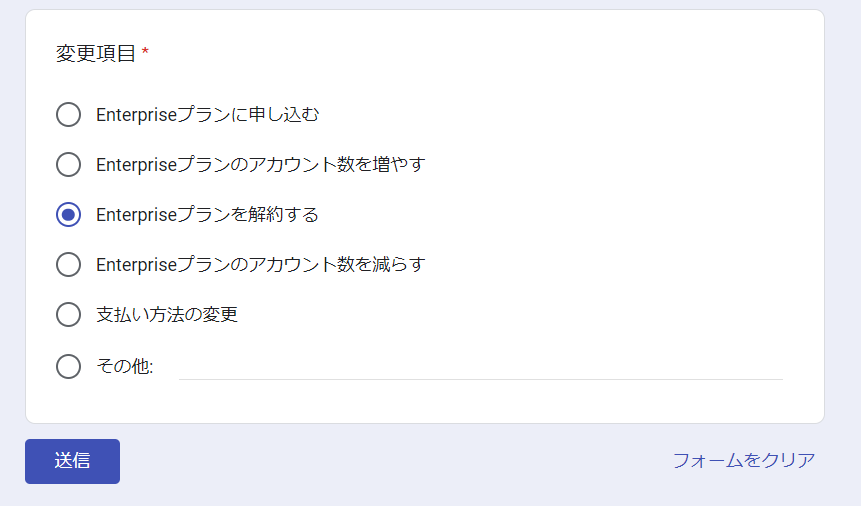 変更項目 *
Enterpriseプランに申し込む
Enterpriseプランのアカウント数を増やす
Enterpriseプランを解約する
Enterpriseプランのアカウント数を減らす
支払い方法の変更
その他:
送信
フォームをクリア